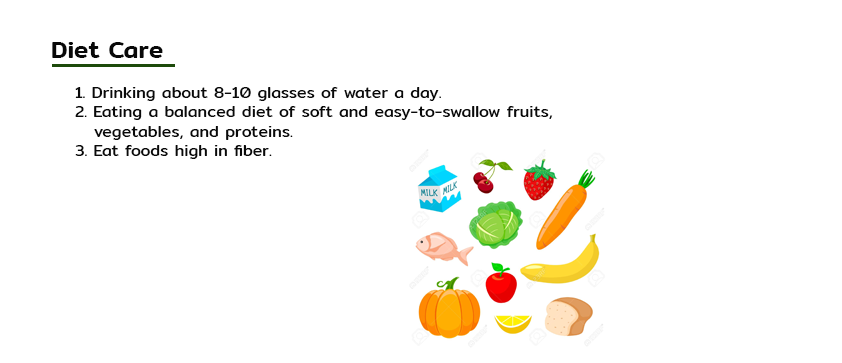 Diet Care
1. Drinking about 8-10 glasses of water a day.
2. Eating a balanced diet of soft and easy-to-swallow fruits,
vegetables, and proteins.
3. Eat foods high in fiber.
MILK MILK